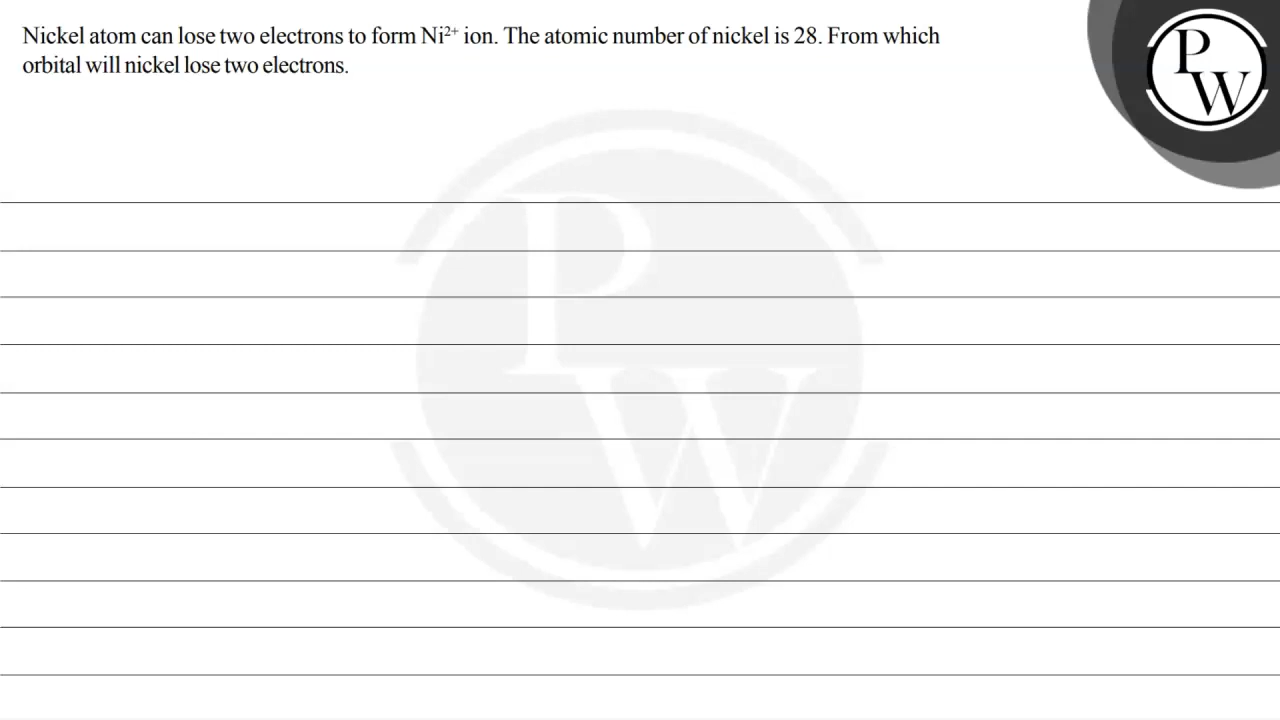 Nickel atom can lose two electrons to form Ni²⁺ ion. The atomic number of nickel is 28. From which
orbital will nickel lose two electrons.
P
W
P
W